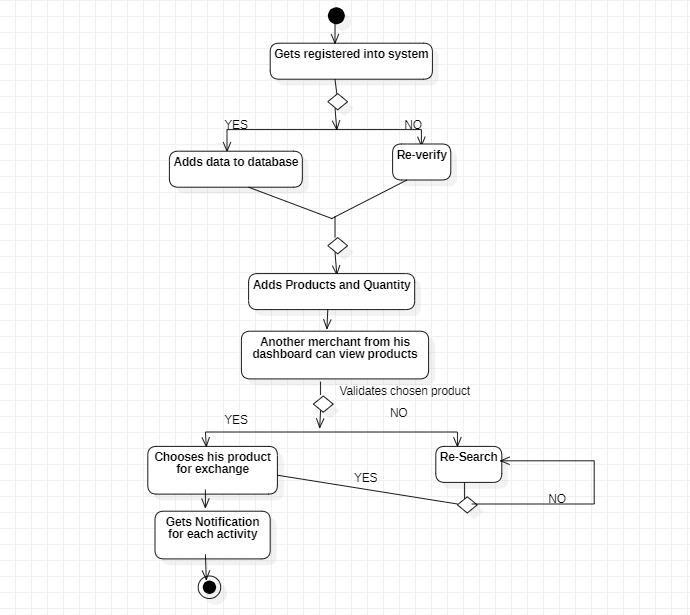 Gets registered into system
YES
NO
Adds data to database
Re-verify
Adds Products and Quantity
Another merchant from his
dashboard can view products
Validates chosen product
YES
NO
Chooses his product
for exchange
Re-Search
YES
NO
Gets Notification
for each activity